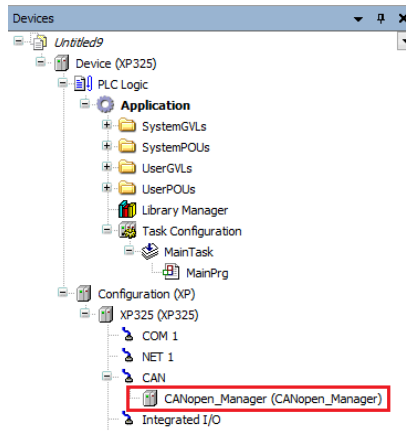 Devices
Untitled9
Device (XP325)
PLC Logic
Application
SystemGVLs
SystemPOUs
UserGVLs
UserPOUs
Library Manager
Task Configuration
MainTask
MainPrg
Configuration (XP)
XP325 (XP325)
COM 1
NET 1
CAN
CANopen_Manager (CANopen_Manager)
Integrated I/O